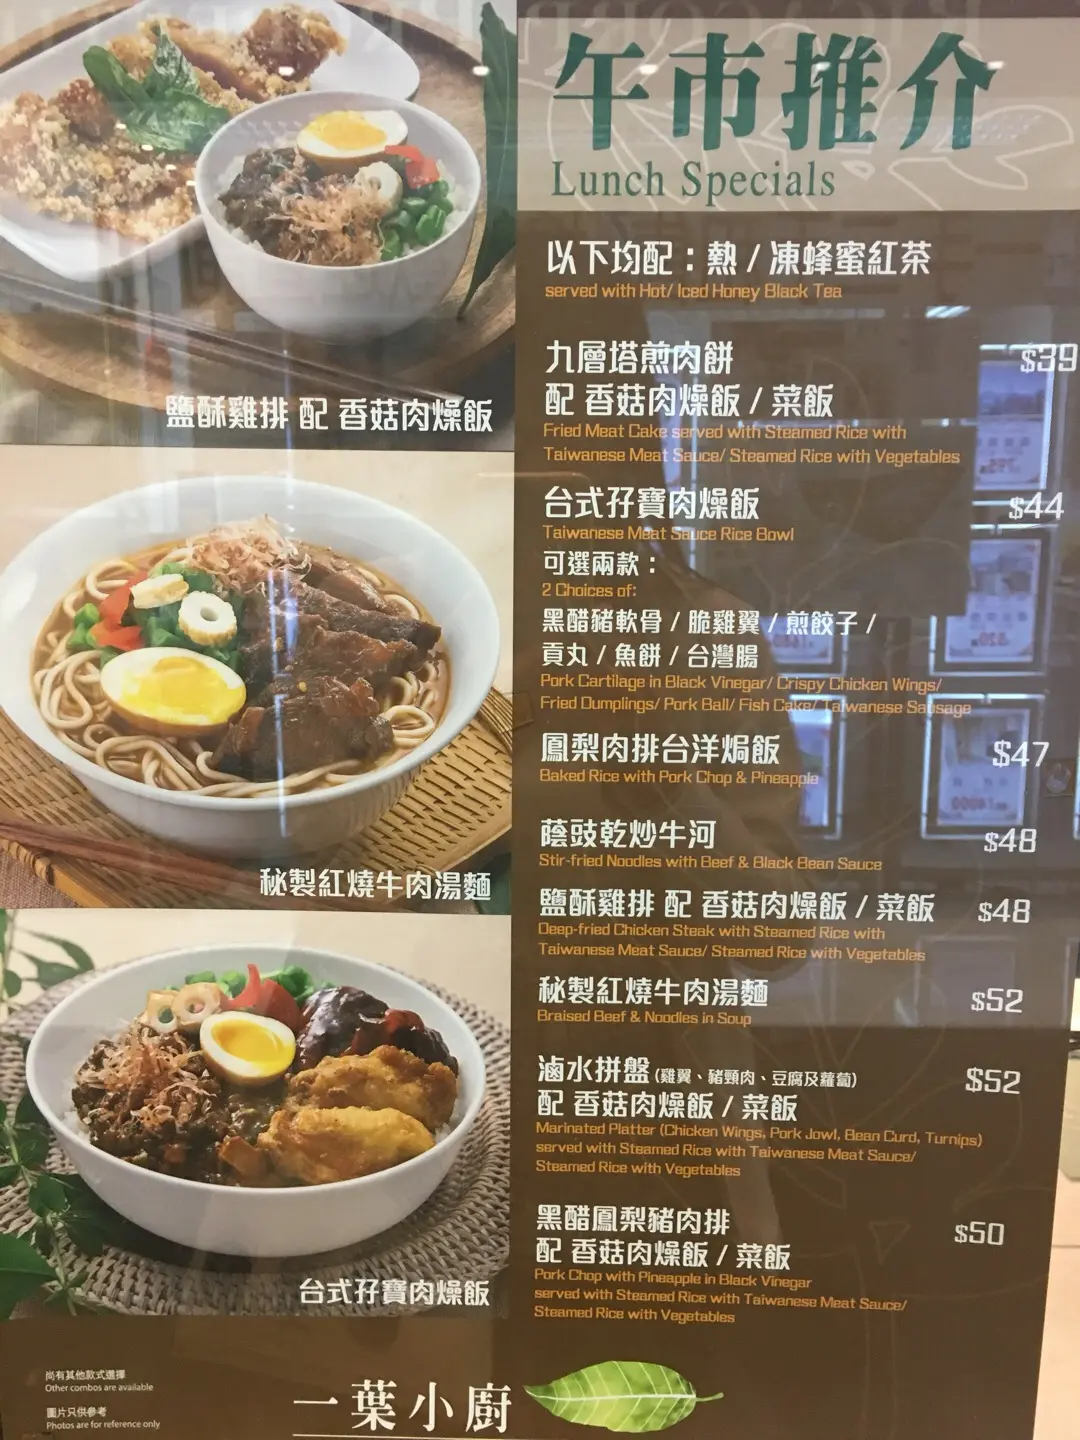 午市推介
Lunch Specials
以下均配：熱 / 凍蜂蜜紅茶
served with Hot/ Iced Honey Black Tea
九層塔煎肉餅 $39
配 香菇肉燥飯 / 菜飯
Fried Meat Cake served with Steamed Rice with
Taiwanese Meat Sauce/ Steamed Rice with Vegetables
台式孖寶肉燥飯 $44
Taiwanese Meat Sauce Rice Bowl
可選兩款：
2 Choices of:
黑醋豬軟骨 / 脆雞翼 / 煎餃子 /
貢丸 / 魚餅 / 台灣腸
Pork Cartilage in Black Vinegar/ Crispy Chicken Wings/
Fried Dumplings/ Pork Ball/ Fish Cake/ Taiwanese Sausage
鳳梨肉排台洋焗飯 $47
Baked Rice with Pork Chop & Pineapple
蔭豉乾炒牛河 $48
Stir-fried Noodles with Beef & Black Bean Sauce
鹽酥雞排 配 香菇肉燥飯 / 菜飯 $48
Deep-fried Chicken Steak with Steamed Rice with
Taiwanese Meat Sauce/ Steamed Rice with Vegetables
秘製紅燒牛肉湯麵 $52
Braised Beef & Noodles in Soup
滷水拼盤 (雞翼、豬頸肉、豆腐及蘿蔔) $52
配 香菇肉燥飯 / 菜飯
Marinated Platter (Chicken Wings, Pork Jowl, Bean Curd, Turnips)
served with Steamed Rice with Taiwanese Meat Sauce/
Steamed Rice with Vegetables
黑醋鳳梨豬肉排 $50
配 香菇肉燥飯 / 菜飯
Pork Chop with Pineapple in Black Vinegar
served with Steamed Rice with Taiwanese Meat Sauce/
Steamed Rice with Vegetables
鹽酥雞排 配 香菇肉燥飯
秘製紅燒牛肉湯麵
台式孖寶肉燥飯
尚有其他款式選擇
Other combos are available
圖片只供參考
Photos are for reference only
一葉小廚